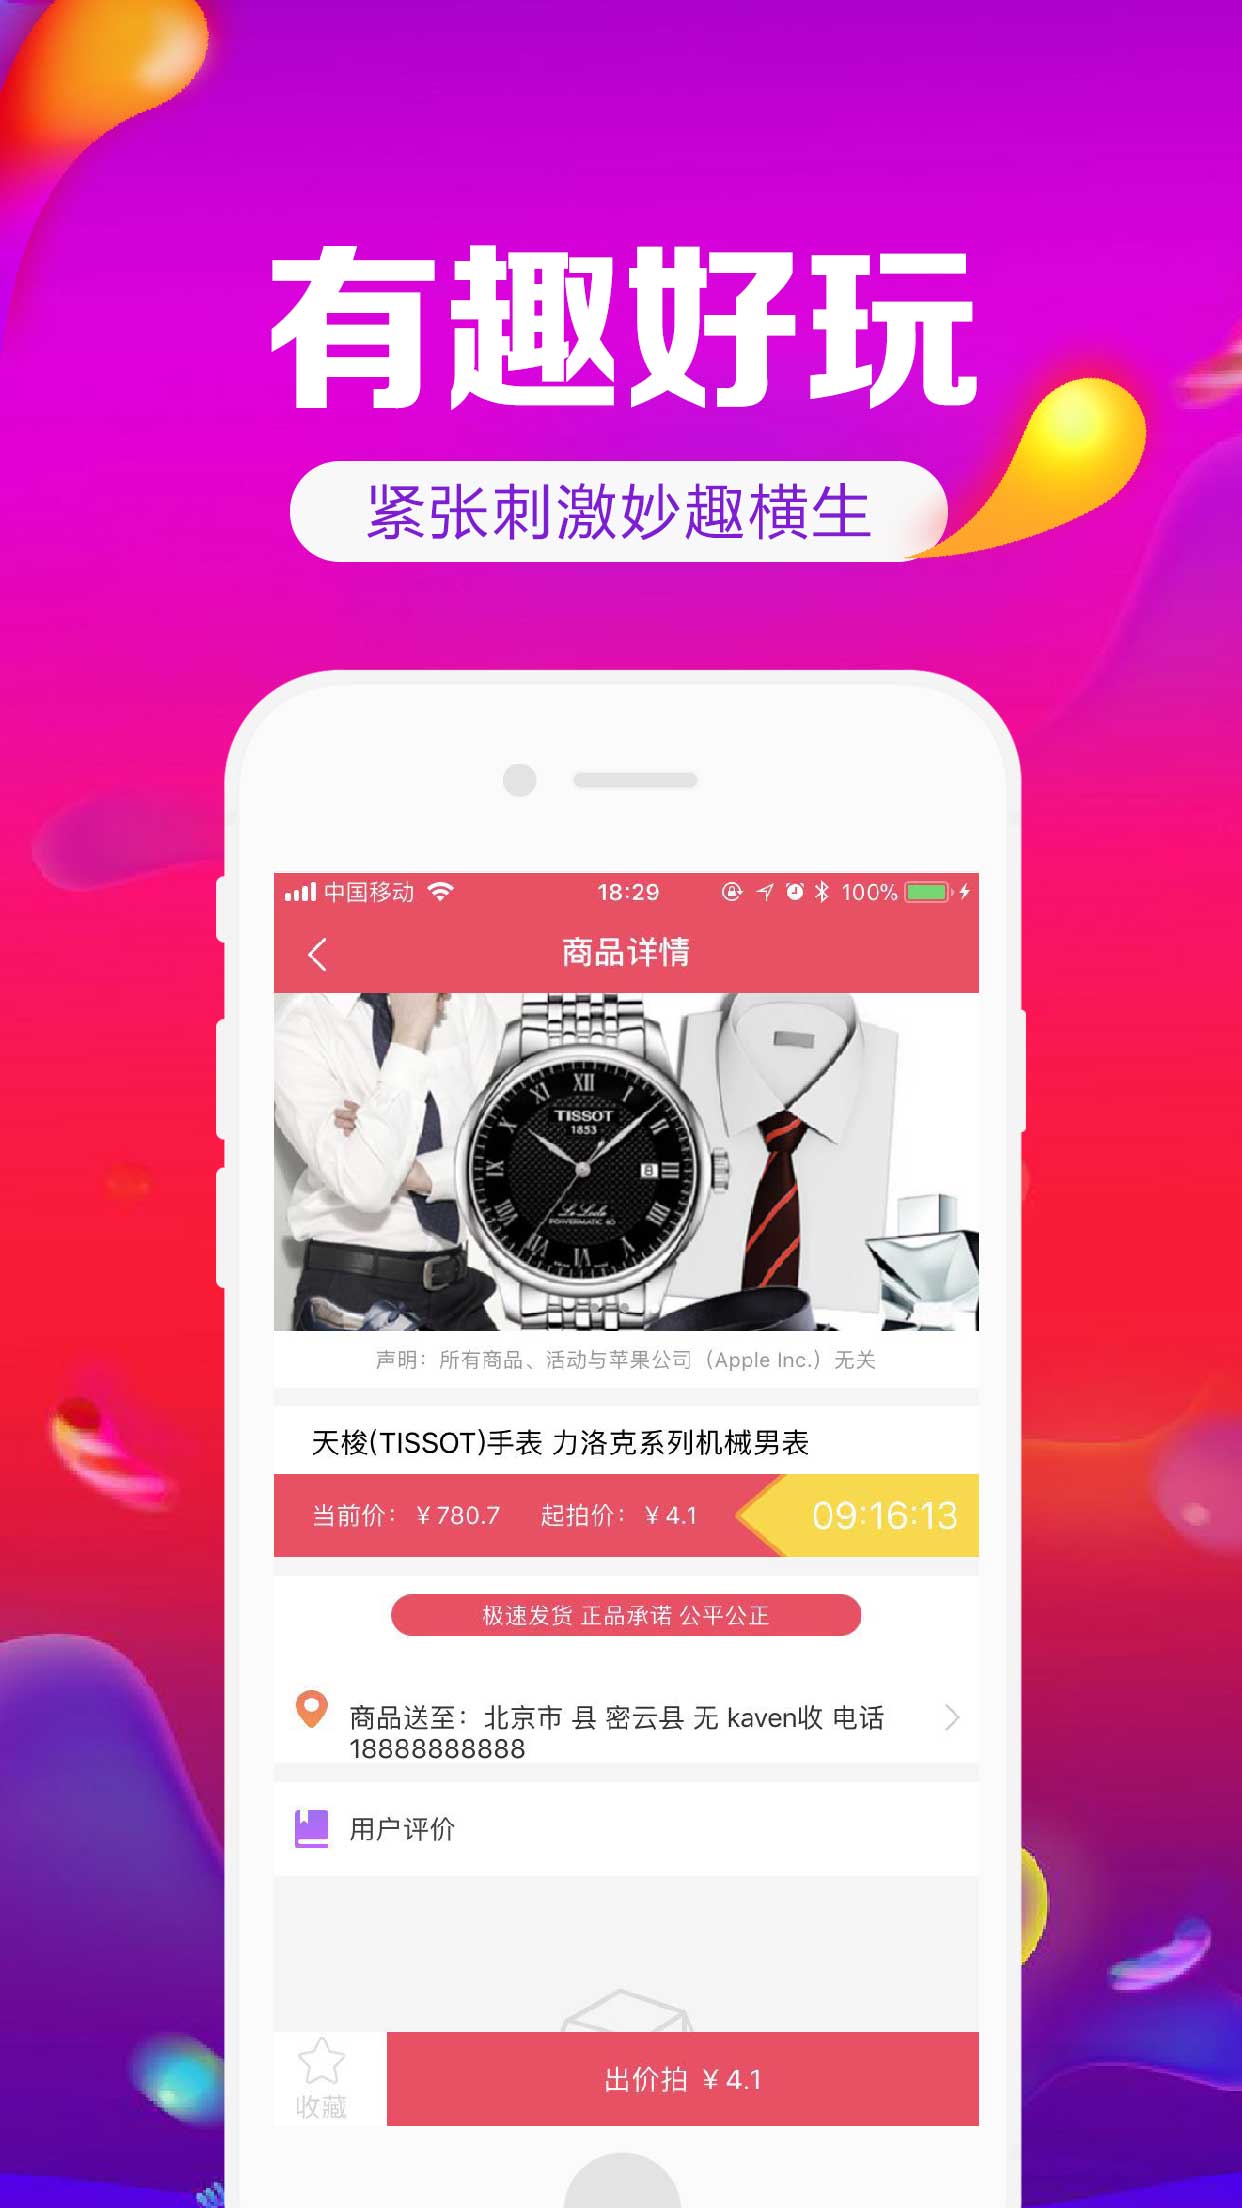 有趣好玩
紧张刺激妙趣横生
中国移动 18:29 100%
商品详情
XII
TISSOT
1853
8
Le Locle
POWERMATIC 80
声明：所有商品、活动与苹果公司（Apple Inc.）无关
天梭(TISSOT)手表 力洛克系列机械男表
当前价：￥780.7 起拍价：￥4.1 09:16:13
极速发货 正品承诺 公平公正
商品送至：北京市 县 密云县 无 kaven收 电话
18888888888
用户评价
收藏
出价拍 ￥4.1